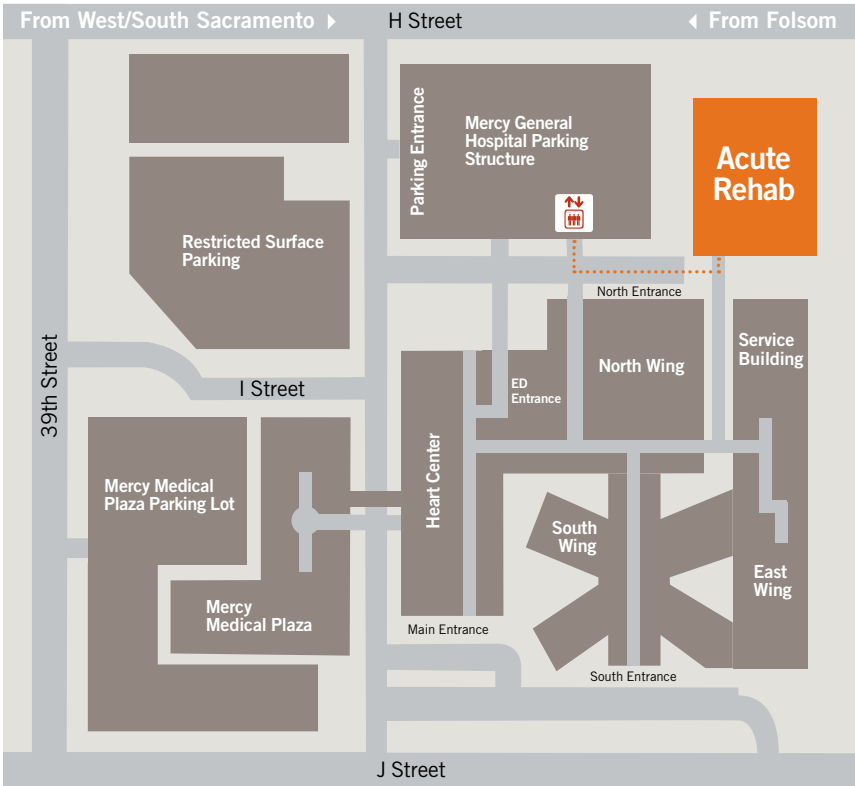 From West/South Sacramento
H Street
From Folsom
Parking Entrance
Mercy General
Hospital Parking
Structure
Acute
Rehab
Restricted Surface
Parking
North Entrance
39th Street
I Street
ED
Entrance
North Wing
Service
Building
Mercy Medical
Plaza Parking Lot
Heart Center
South
Wing
East
Wing
Mercy
Medical Plaza
Main Entrance
South Entrance
J Street